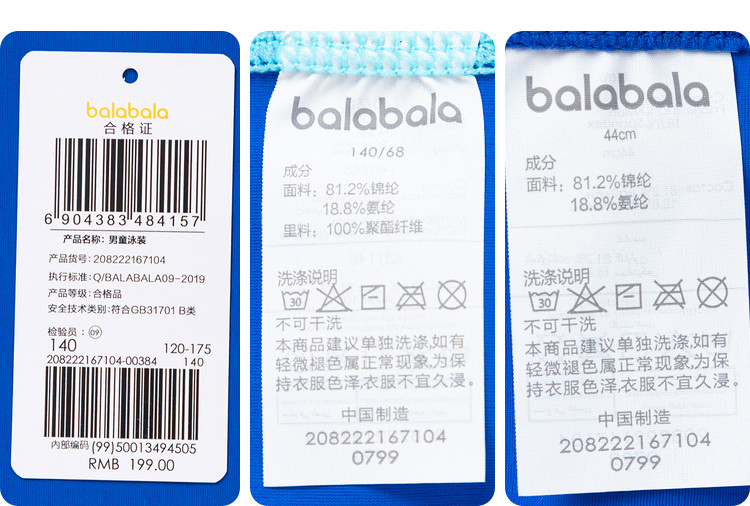 balabala
合格证
6 904383 484157
产品名称: 男童泳装
产品货号: 208222167104
执行标准: Q/BALABALA09-2019
产品等级: 合格品
安全技术类别: 符合GB31701 B类
检验员: 09
140 120-175
208222167104-00384 140
内部编码 (99)50013494505
RMB 199.00
balabala
140/68
成分
面料: 81.2%锦纶
18.8%氨纶
里料: 100%聚酯纤维
洗涤说明
30
不可干洗
本商品建议单独洗涤,如有
轻微褪色属正常现象,为保
持衣服色泽,衣服不宜久浸。
中国制造
208222167104
0799
balabala
44cm
成分
面料: 81.2%锦纶
18.8%氨纶
洗涤说明
30
不可干洗
本商品建议单独洗涤,如有
轻微褪色属正常现象,为保
持衣服色泽,衣服不宜久浸。
中国制造
208222167104
0799